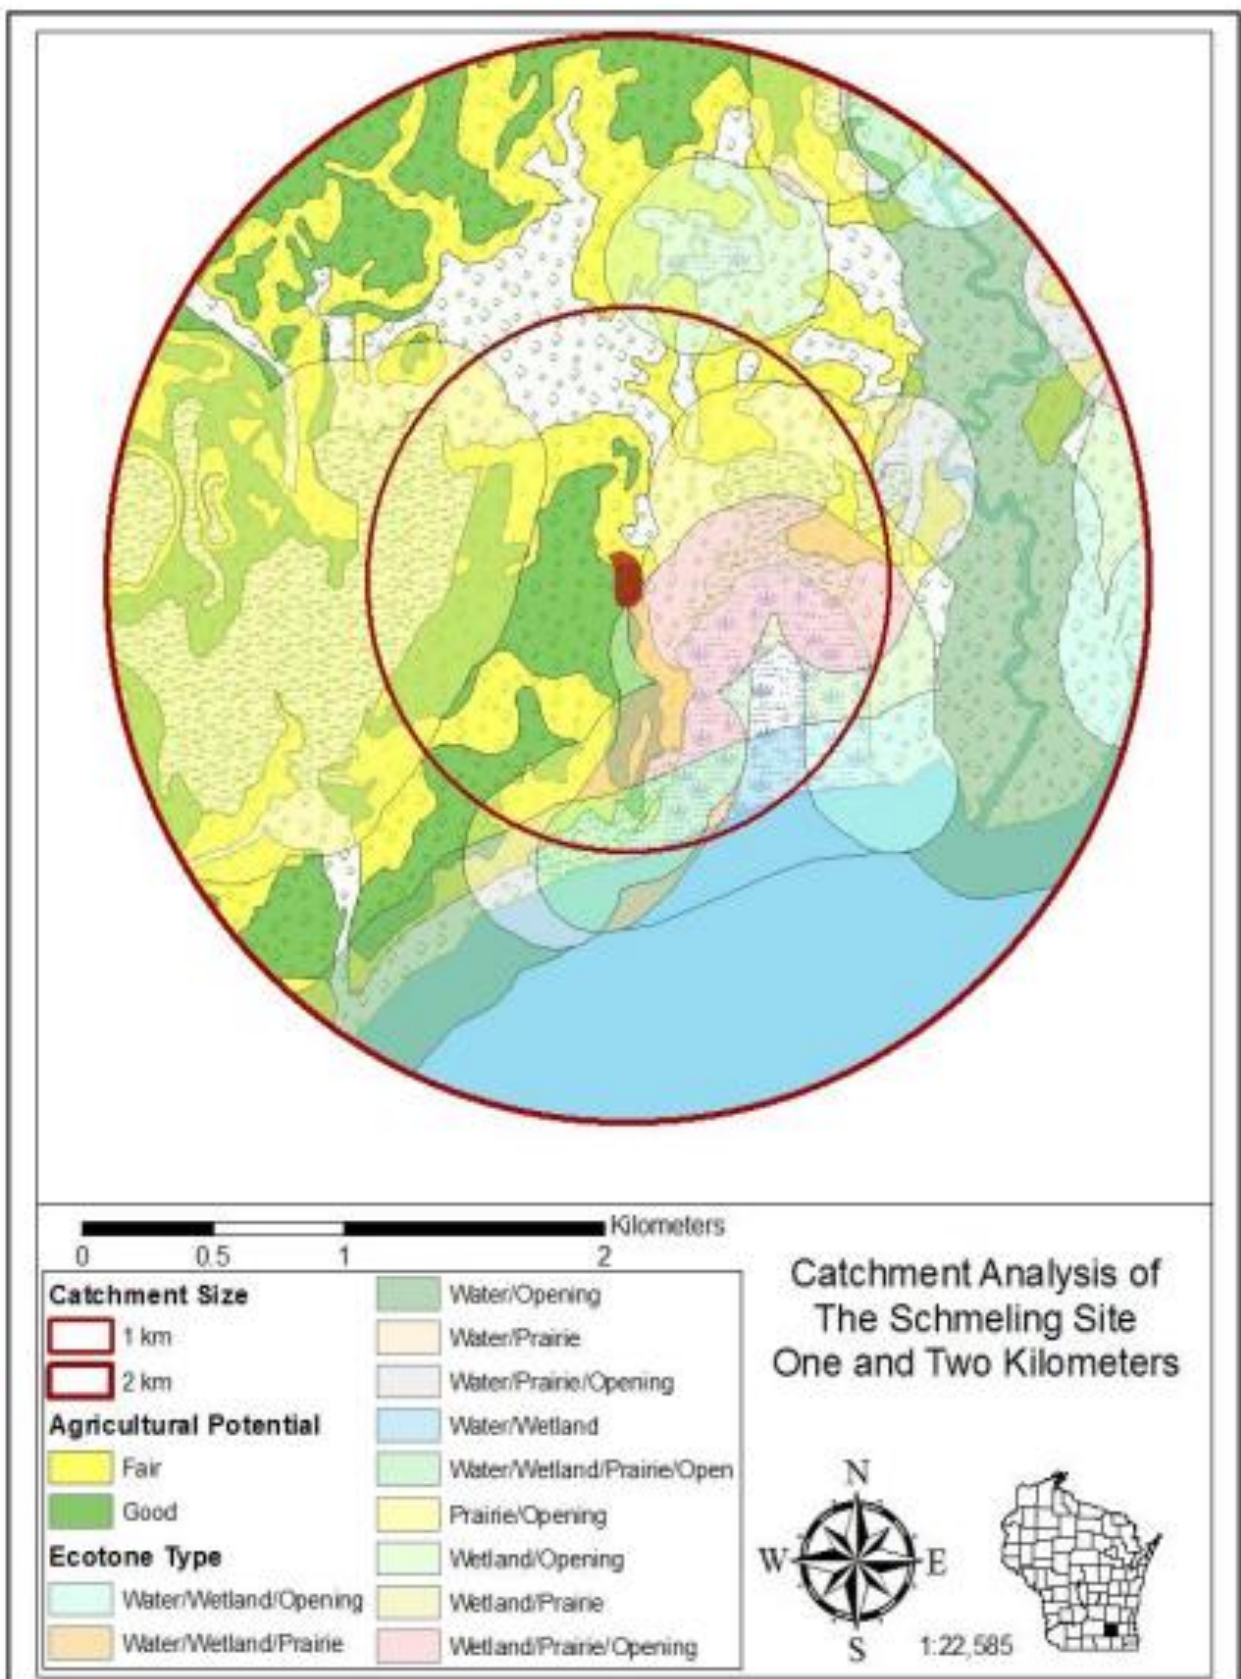 Kilometers
0 0.5 1 2
Catchment Size
1 km
2 km
Agricultural Potential
Fair
Good
Ecotone Type
Water/Wetland/Opening
Water/Wetland/Prairie
Water/Opening
Water/Prairie
Water/Prairie/Opening
Water/Wetland
Water/Wetland/Prairie/Open
Prairie/Opening
Wetland/Opening
Wetland/Prairie
Wetland/Prairie/Opening
Catchment Analysis of
The Schmeling Site
One and Two Kilometers
N
W E
S
1:22,585